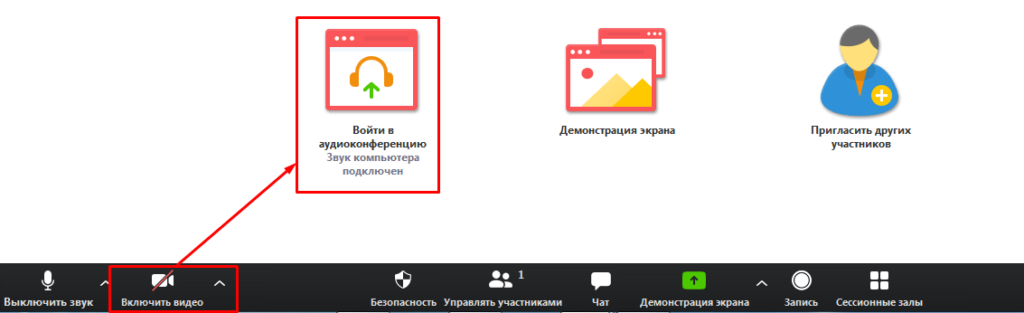 Войти в
аудиоконференцию
Звук компьютера
подключен
Демонстрация экрана
Пригласить других
участников
Выключить звук
Включить видео
Безопасность
Управлять участниками
1
Чат
Демонстрация экрана
Запись
Сессионные залы